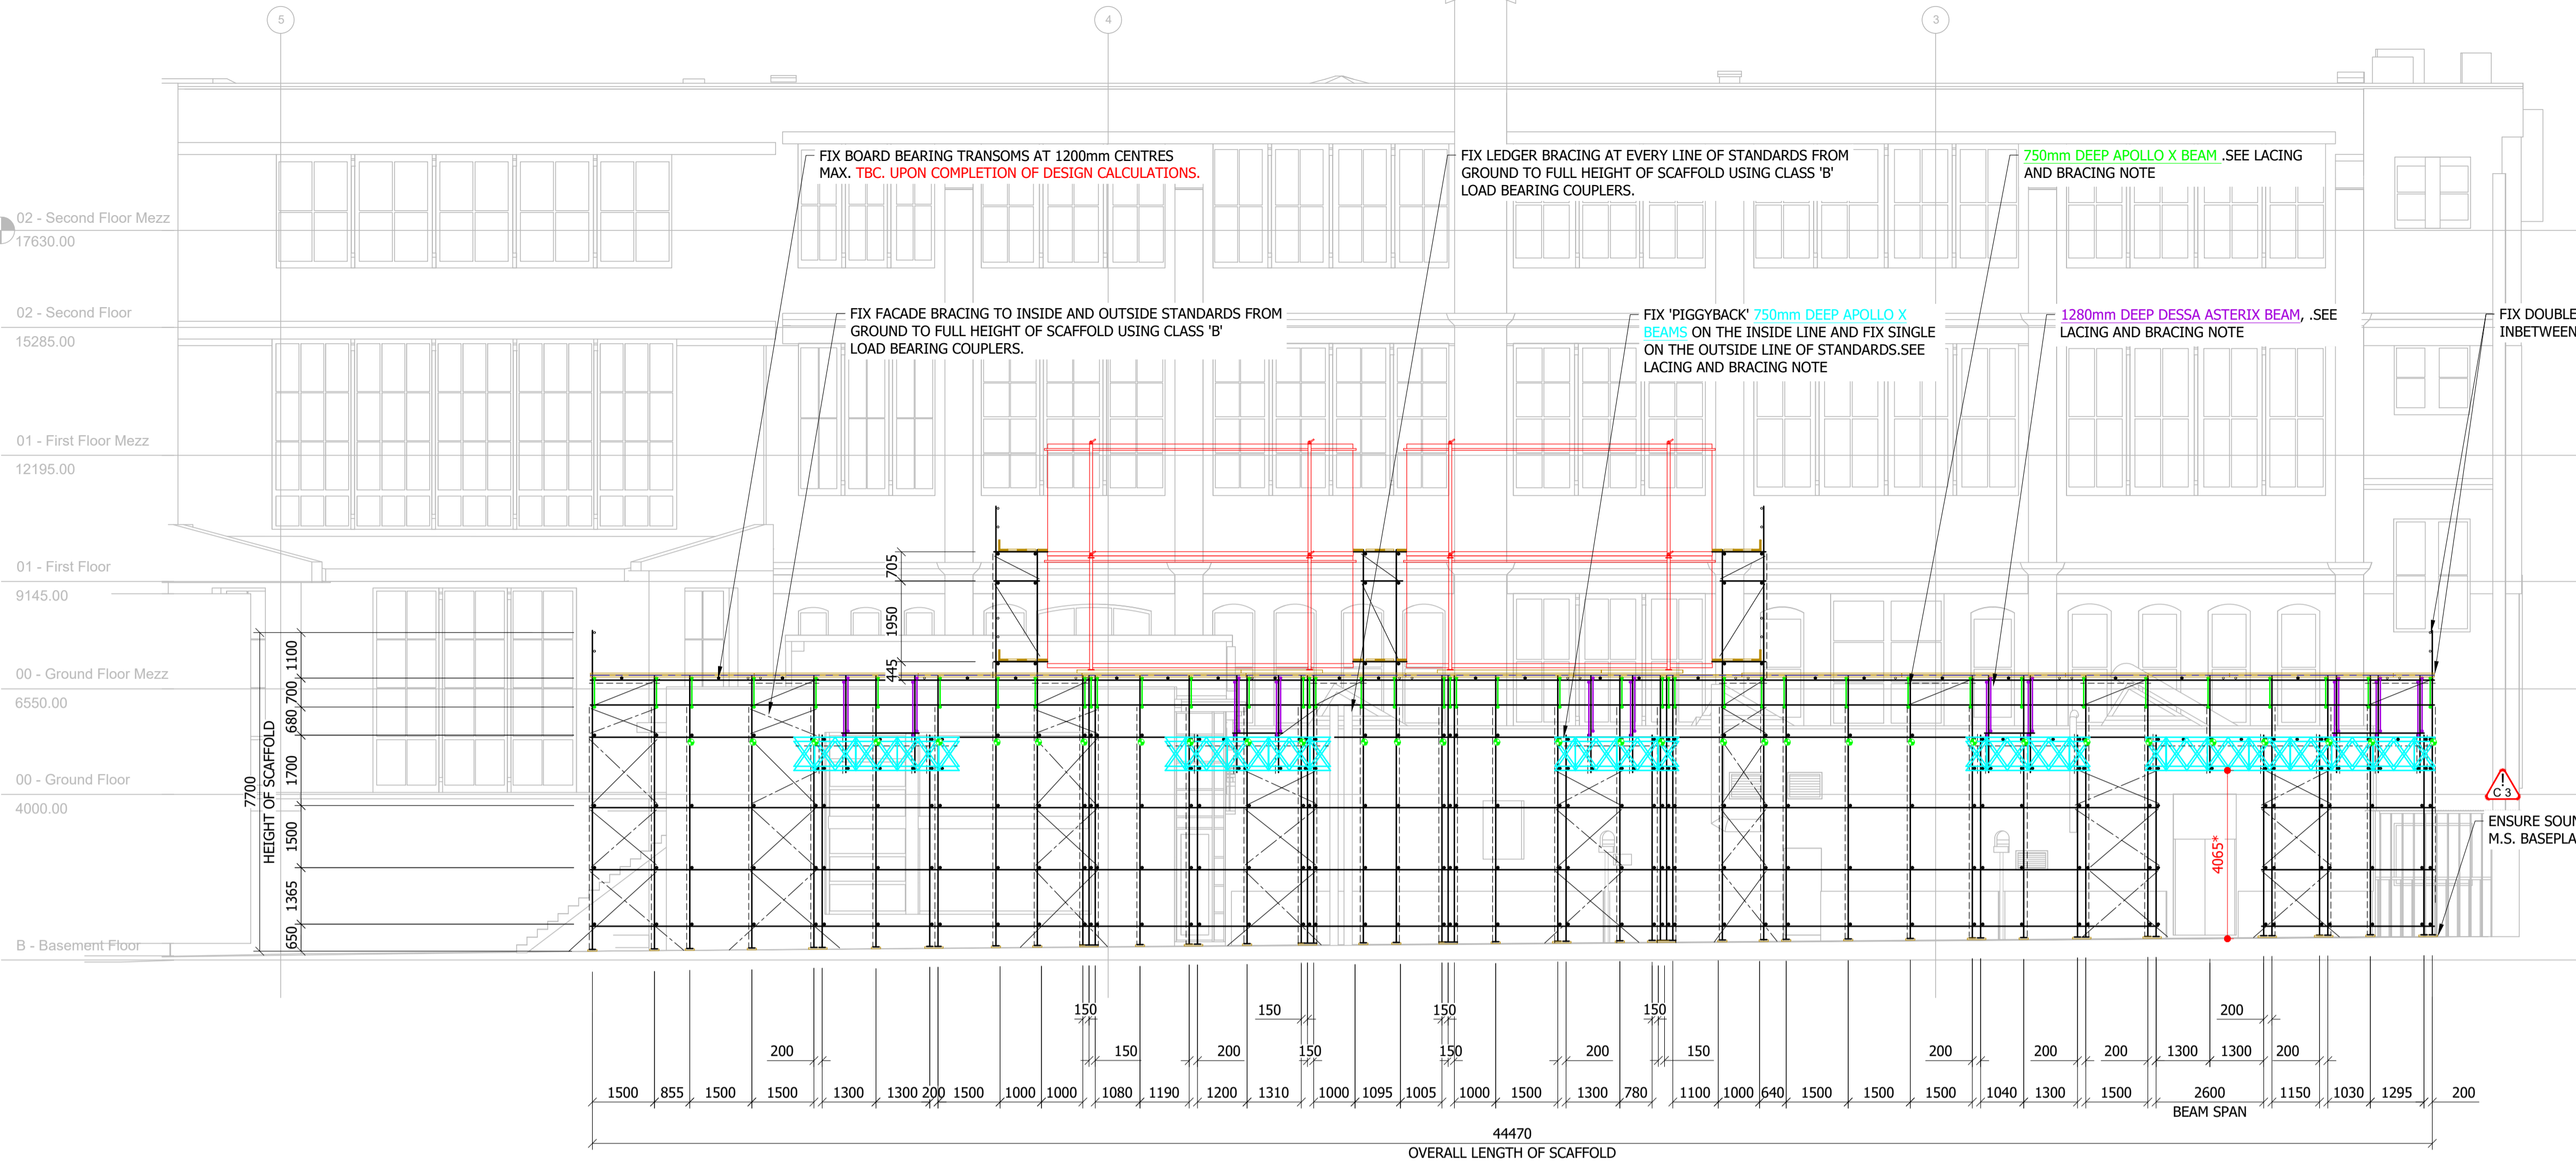 5
4
3
FIX BOARD BEARING TRANSOMS AT 1200mm CENTRES
MAX. TBC. UPON COMPLETION OF DESIGN CALCULATIONS.
FIX LEDGER BRACING AT EVERY LINE OF STANDARDS FROM
GROUND TO FULL HEIGHT OF SCAFFOLD USING CLASS 'B'
LOAD BEARING COUPLERS.
750mm DEEP APOLLO X BEAM .SEE LACING
AND BRACING NOTE
02 - Second Floor Mezz
17630.00
FIX FACADE BRACING TO INSIDE AND OUTSIDE STANDARDS FROM
GROUND TO FULL HEIGHT OF SCAFFOLD USING CLASS 'B'
LOAD BEARING COUPLERS.
FIX 'PIGGYBACK' 750mm DEEP APOLLO X
BEAMS ON THE INSIDE LINE AND FIX SINGLE
ON THE OUTSIDE LINE OF STANDARDS.SEE
LACING AND BRACING NOTE
1280mm DEEP DESSA ASTERIX BEAM, .SEE
LACING AND BRACING NOTE
FIX DOUBLE
INBETWEEN
02 - Second Floor
15285.00
01 - First Floor Mezz
12195.00
01 - First Floor
9145.00
705
1950
445
00 - Ground Floor Mezz
6550.00
00 - Ground Floor
4000.00
B - Basement Floor
7700
HEIGHT OF SCAFFOLD
1100
700
680
1700
1500
1365
650
4065*
!
C 3
ENSURE SOUN
M.S. BASEPLA
150 150 150 150 200
200 150 200 150 150 200 150 200 200 200 1300 1300 200
1500 855 1500 1500 1300 1300 200 1500 1000 1000 1080 1190 1200 1310 1000 1095 1005 1000 1500 1300 780 1100 1000 640 1500 1500 1500 1040 1300 1500 2600 1150 1030 1295 200
BEAM SPAN
44470
OVERALL LENGTH OF SCAFFOLD